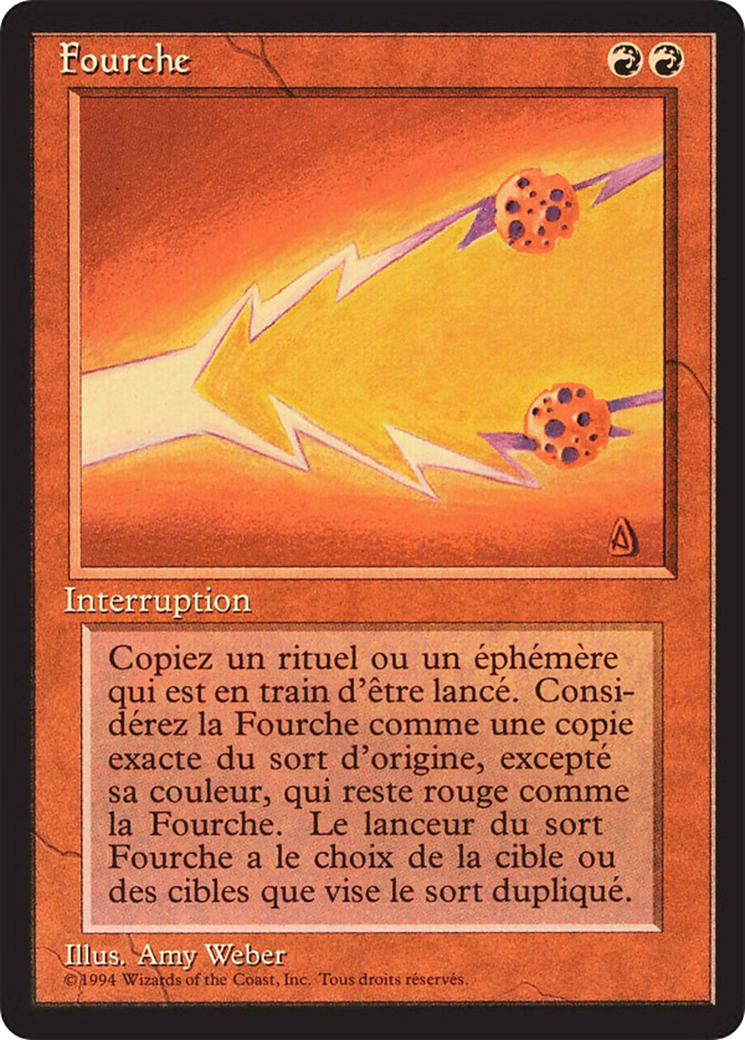 Fourche
Interruption
Copiez un rituel ou un éphémère
qui est en train d'être lancé. Consi-
dérez la Fourche comme une copie
exacte du sort d'origine, excepté
sa couleur, qui reste rouge comme
la Fourche. Le lanceur du sort
Fourche a le choix de la cible ou
des cibles que vise le sort dupliqué.
Illus. Amy Weber
©1994 Wizards of the Coast, Inc. Tous droits réservés.